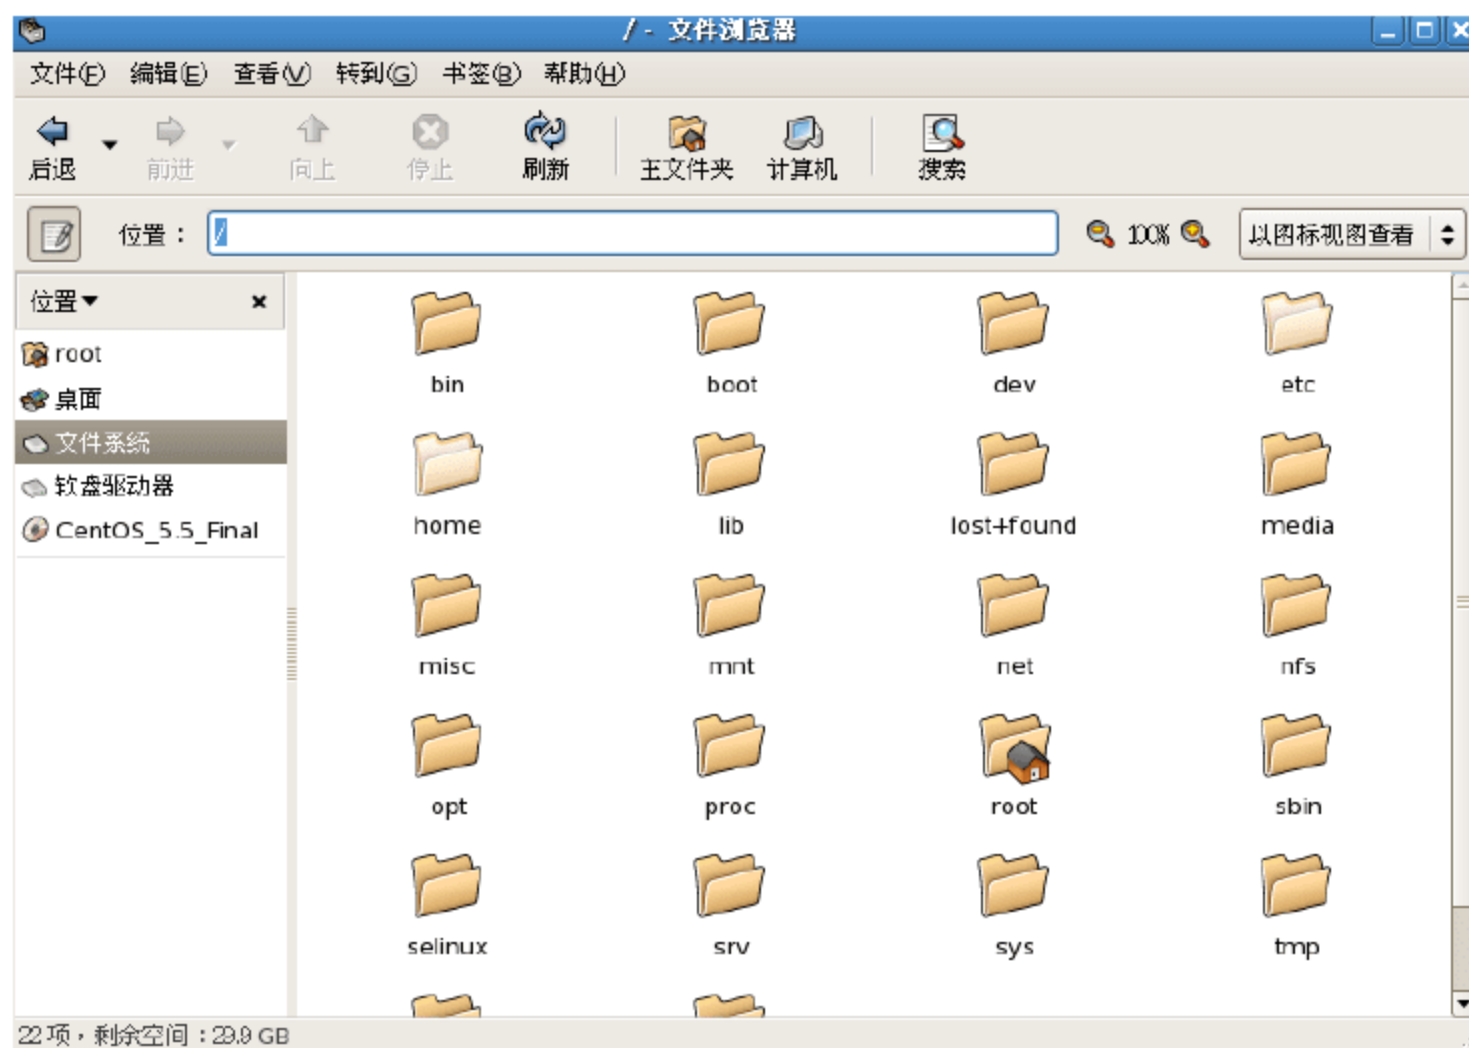 / - 文件浏览器
文件(F) 编辑(E) 查看(V) 转到(G) 书签(B) 帮助(H)
后退 前进 向上 停止 刷新 主文件夹 计算机 搜索
位置： / 100% 以图标视图查看
位置
root
桌面
文件系统
软盘驱动器
CentOS_5.5_Final
bin boot dev etc
home lib lost+found media
misc mnt net nfs
opt proc root sbin
selinux srv sys tmp
22 项，剩余空间：29.9 GB